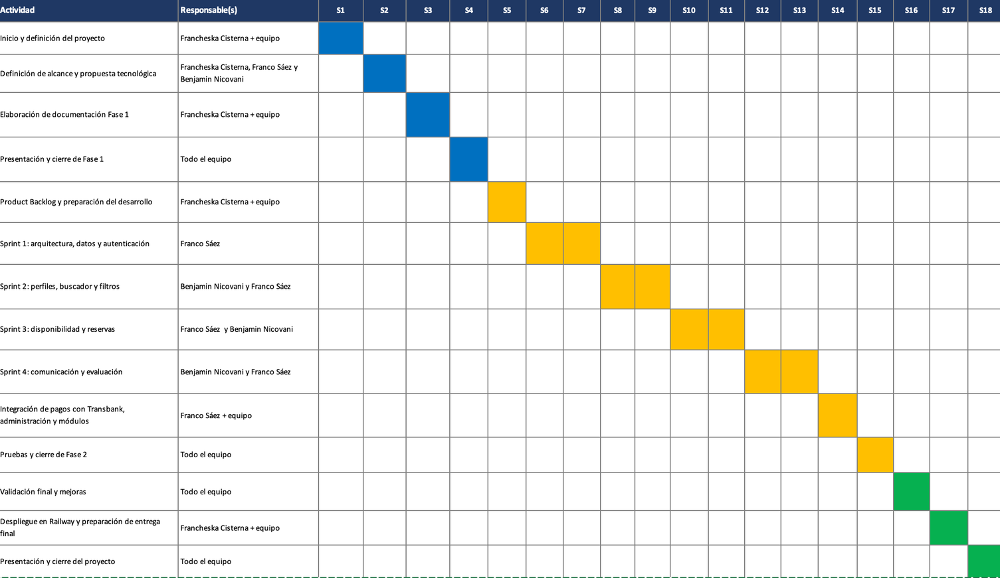 Actividad Responsable(s) S1 S2 S3 S4 S5 S6 S7 S8 S9 S10 S11 S12 S13 S14 S15 S16 S17 S18
Inicio y definición del proyecto Francheska Cisterna + equipo
Definición de alcance y propuesta tecnológica Francheska Cisterna, Franco Sáez y
Benjamin Nicovani
Elaboración de documentación Fase 1 Francheska Cisterna + equipo
Presentación y cierre de Fase 1 Todo el equipo
Product Backlog y preparación del desarrollo Francheska Cisterna + equipo
Sprint 1: arquitectura, datos y autenticación Franco Sáez
Sprint 2: perfiles, buscador y filtros Benjamin Nicovani y Franco Sáez
Sprint 3: disponibilidad y reservas Franco Sáez y Benjamin Nicovani
Sprint 4: comunicación y evaluación Benjamin Nicovani y Franco Sáez
Integración de pagos con Transbank,
administración y módulos Franco Sáez + equipo
Pruebas y cierre de Fase 2 Todo el equipo
Validación final y mejoras Todo el equipo
Despliegue en Railway y preparación de entrega
final Francheska Cisterna + equipo
Presentación y cierre del proyecto Todo el equipo